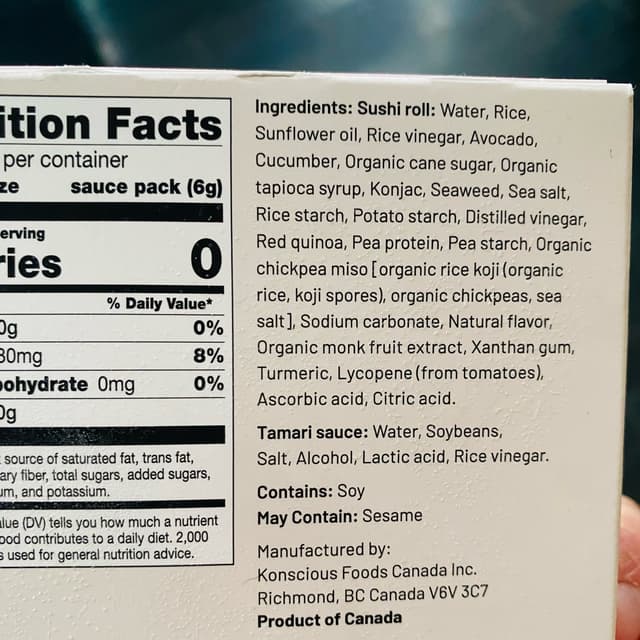 ition Facts
per container
ze sauce pack (6g)
erving
ries 0
% Daily Value*
0g 0%
30mg 8%
bohydrate 0mg 0%
0g
source of saturated fat, trans fat,
ary fiber, total sugars, added sugars,
um, and potassium.
lue (DV) tells you how much a nutrient
ood contributes to a daily diet. 2,000
s used for general nutrition advice.
Ingredients: Sushi roll: Water, Rice,
Sunflower oil, Rice vinegar, Avocado,
Cucumber, Organic cane sugar, Organic
tapioca syrup, Konjac, Seaweed, Sea salt,
Rice starch, Potato starch, Distilled vinegar,
Red quinoa, Pea protein, Pea starch, Organic
chickpea miso [organic rice koji (organic
rice, koji spores), organic chickpeas, sea
salt], Sodium carbonate, Natural flavor,
Organic monk fruit extract, Xanthan gum,
Turmeric, Lycopene (from tomatoes),
Ascorbic acid, Citric acid.
Tamari sauce: Water, Soybeans,
Salt, Alcohol, Lactic acid, Rice vinegar.
Contains: Soy
May Contain: Sesame
Manufactured by:
Konscious Foods Canada Inc.
Richmond, BC Canada V6V 3C7
Product of Canada